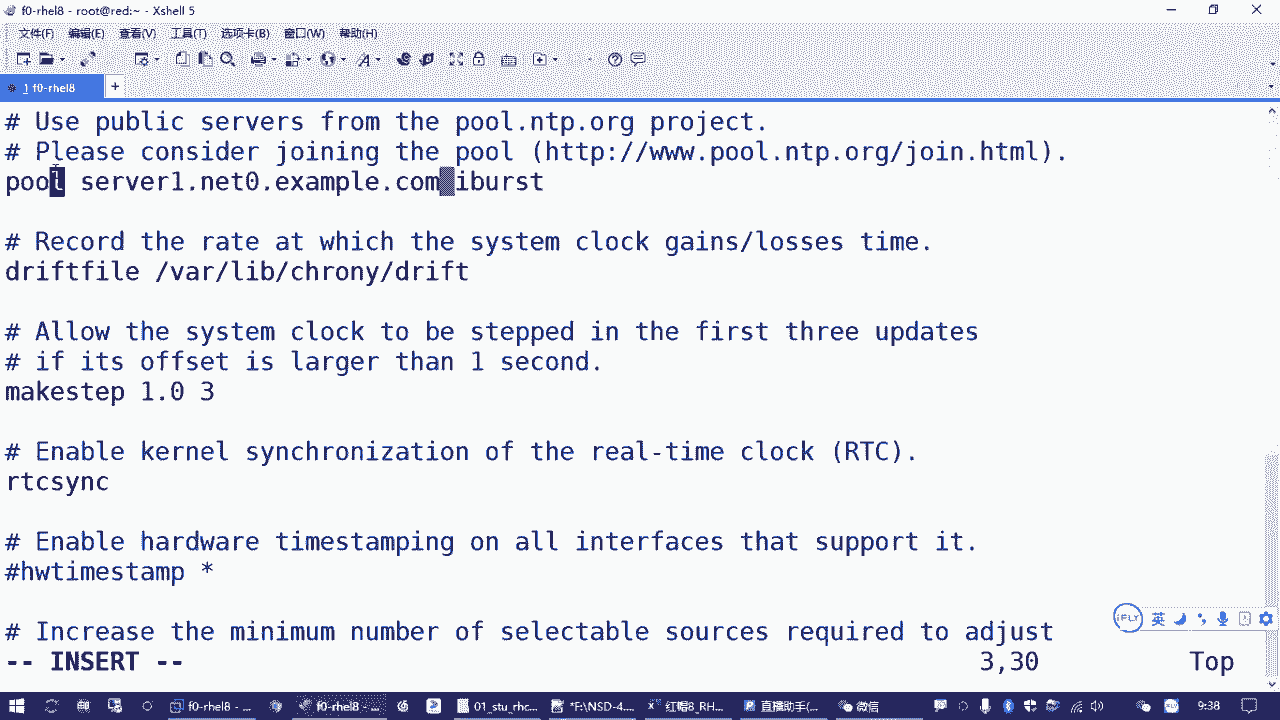 f0-rhel8 - root@red:~ - Xshell 5
文件(F) 编辑(E) 查看(V) 工具(T) 选项卡(B) 窗口(W) 帮助(H)
1 f0-rhel8
# Use public servers from the pool.ntp.org project.
# Please consider joining the pool (http://www.pool.ntp.org/join.html).
pool server1.net0.example.com iburst
# Record the rate at which the system clock gains/losses time.
driftfile /var/lib/chrony/drift
# Allow the system clock to be stepped in the first three updates
# if its offset is larger than 1 second.
makestep 1.0 3
# Enable kernel synchronization of the real-time clock (RTC).
rtcsync
# Enable hardware timestamping on all interfaces that support it.
#hwtimestamp *
iFLY 英
# Increase the minimum number of selectable sources required to adjust
-- INSERT -- 3,30 Top
f0-rhel8 - ... f0-rhel8 - ... 01_stu_rhc... *F:\NSD-4... 红帽8_RH... 直播助手(... 微信 9:38